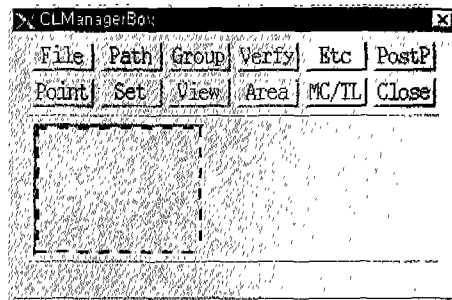 CLManagerBox
File Path Group Verfy Etc PostP
Point Set View Area MC/TL Close